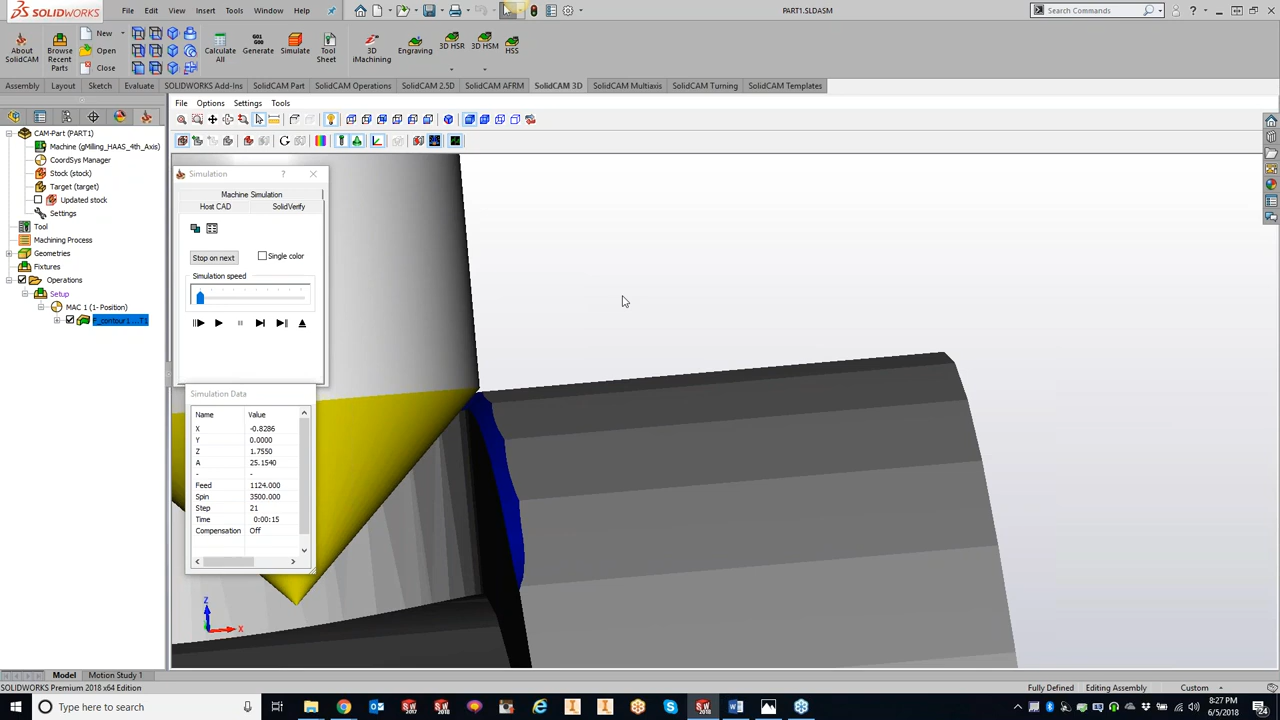 SOLIDWORKS
File Edit View Insert Tools Window Help
PART1.SLDASM
Search Commands
New
Open
Close
About SolidCAM
Browse Recent Parts
Calculate All
G01 G00
Generate
Simulate
Tool Sheet
3D iMachining
Engraving
3D HSR
3D HSM
HSS
Assembly Layout Sketch Evaluate SOLIDWORKS Add-Ins SolidCAM Part SolidCAM Operations SolidCAM 2.5D SolidCAM AFRM SolidCAM 3D SolidCAM Multiaxis SolidCAM Turning SolidCAM Templates
File Options Settings Tools
CAM-Part (PART1)
Machine (gMilling_HAAS_4th_Axis)
CoordSys Manager
Stock (stock)
Target (target)
Updated stock
Settings
Tool
Machining Process
Geometries
Fixtures
Operations
Setup
MAC 1 (1- Position)
F_contouri...T1
Simulation
Machine Simulation
Host CAD SolidVerify
Stop on next
Single color
Simulation speed
Simulation Data
Name Value
X -0.8286
Y 0.0000
Z 1.7550
A 25.1540
- -
Feed 1124.000
Spin 3500.000
Step 21
Time 0:00:15
Compensation Off
Z
X
Model Motion Study 1
SOLIDWORKS Premium 2018 x64 Edition
Fully Defined Editing Assembly Custom
Type here to search
8:27 PM
6/5/2018